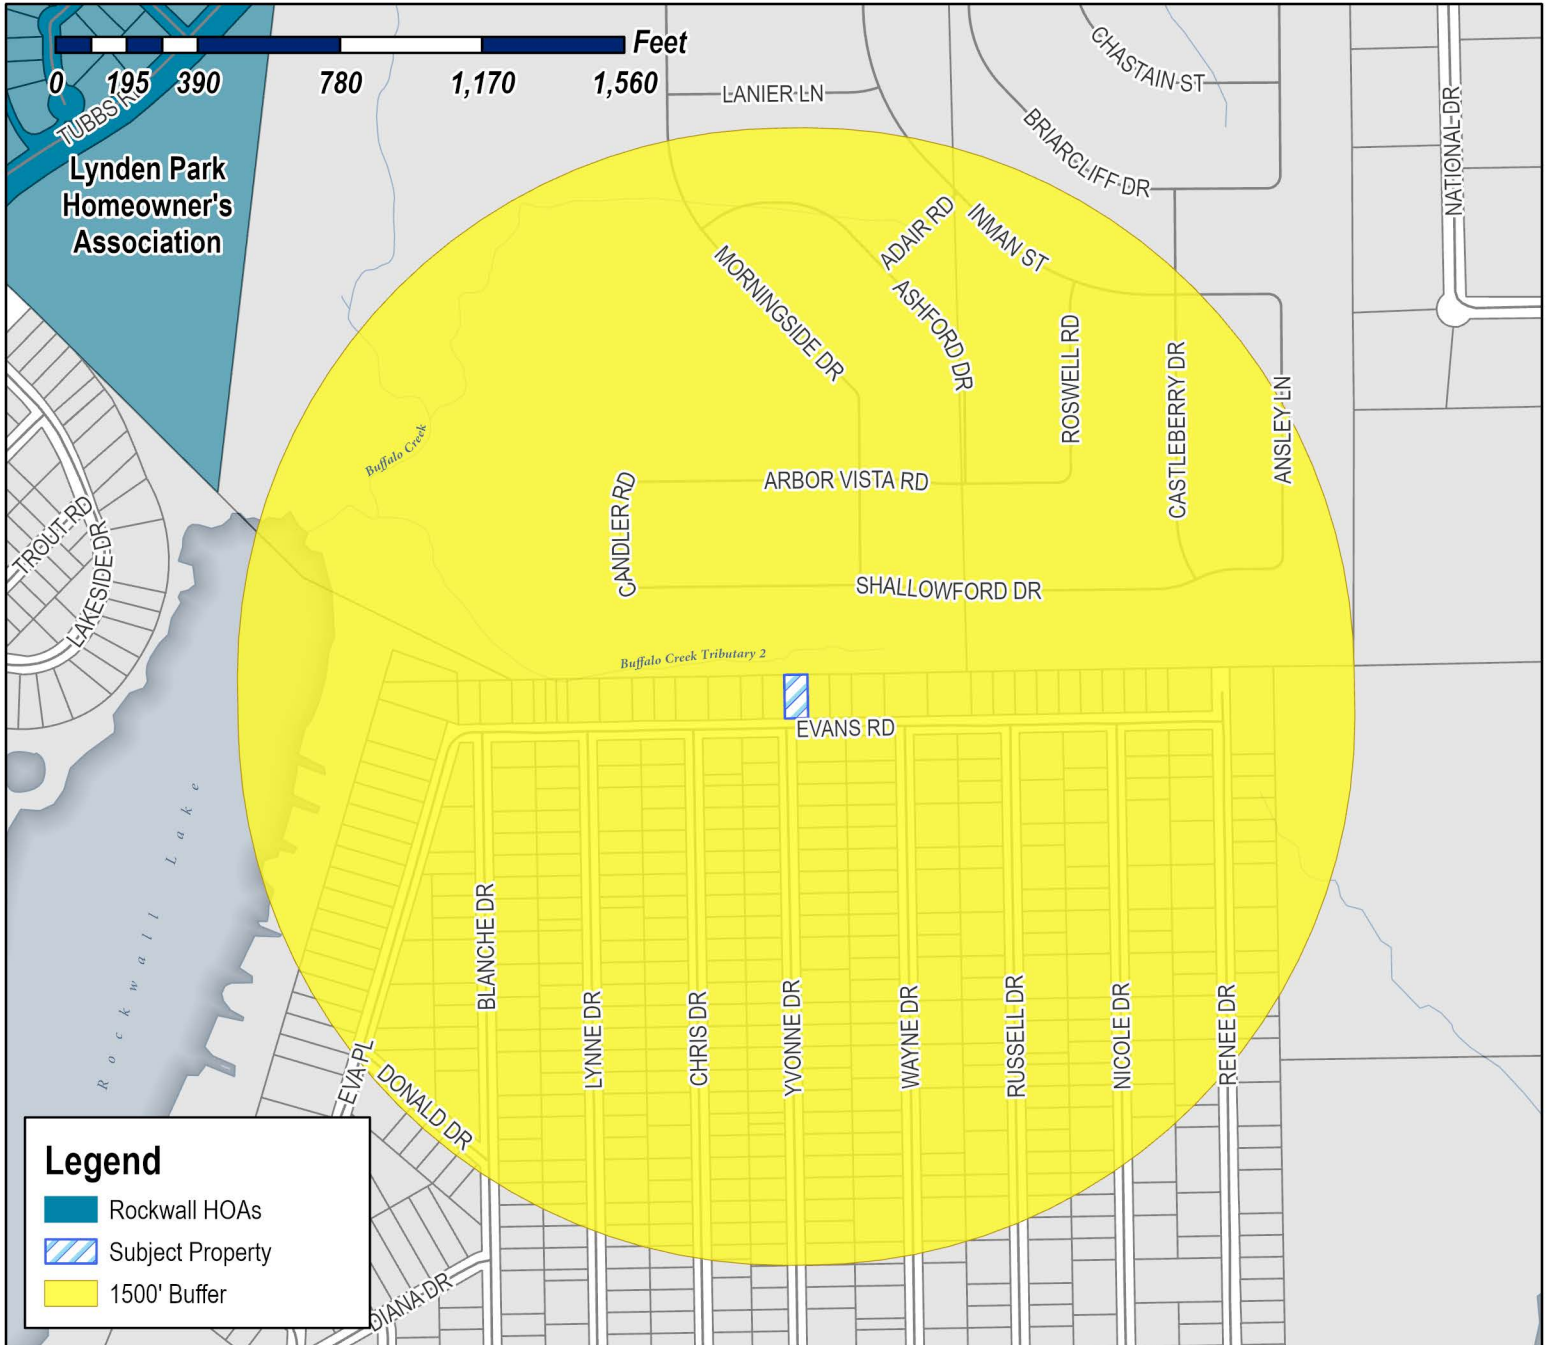 Feet
0 195 390 780 1,170 1,560
TUBBS RD
Lynden Park
Homeowner's
Association
LANIER LN
CHASTAIN ST
BRIARCLIFF DR
NATIONAL DR
ADAIR RD
INMAN ST
MORNINGSIDE DR
ASHFORD DR
ROSWELL RD
CASTLEBERRY DR
ANSLEY LN
Buffalo Creek
CANDLER RD
ARBOR VISTA RD
TROUT RD
LAKESIDE DR
SHALLOWFORD DR
Buffalo Creek Tributary 2
EVANS RD
Rockwall Lake
BLANCHE DR
LYNNE DR
CHRIS DR
YVONNE DR
WAYNE DR
RUSSELL DR
NICOLE DR
RENEE DR
EVA PL
DONALD DR
DIANA DR
Legend
Rockwall HOAs
Subject Property
1500' Buffer